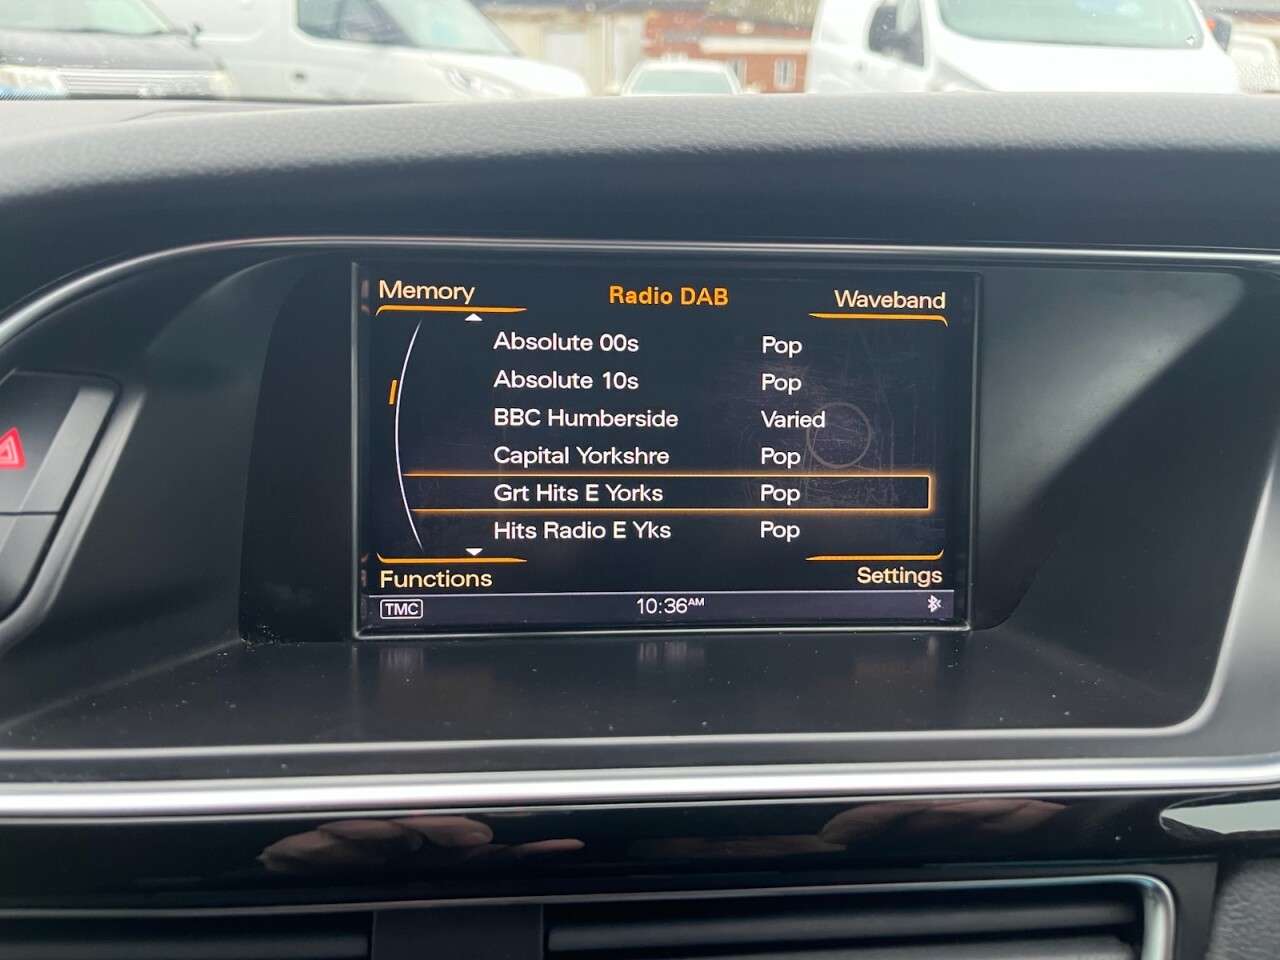 Memory Radio DAB Waveband
Absolute 00s Pop
Absolute 10s Pop
BBC Humberside Varied
Capital Yorkshre Pop
Grt Hits E Yorks Pop
Hits Radio E Yks Pop
Functions Settings
TMC 10:36AM